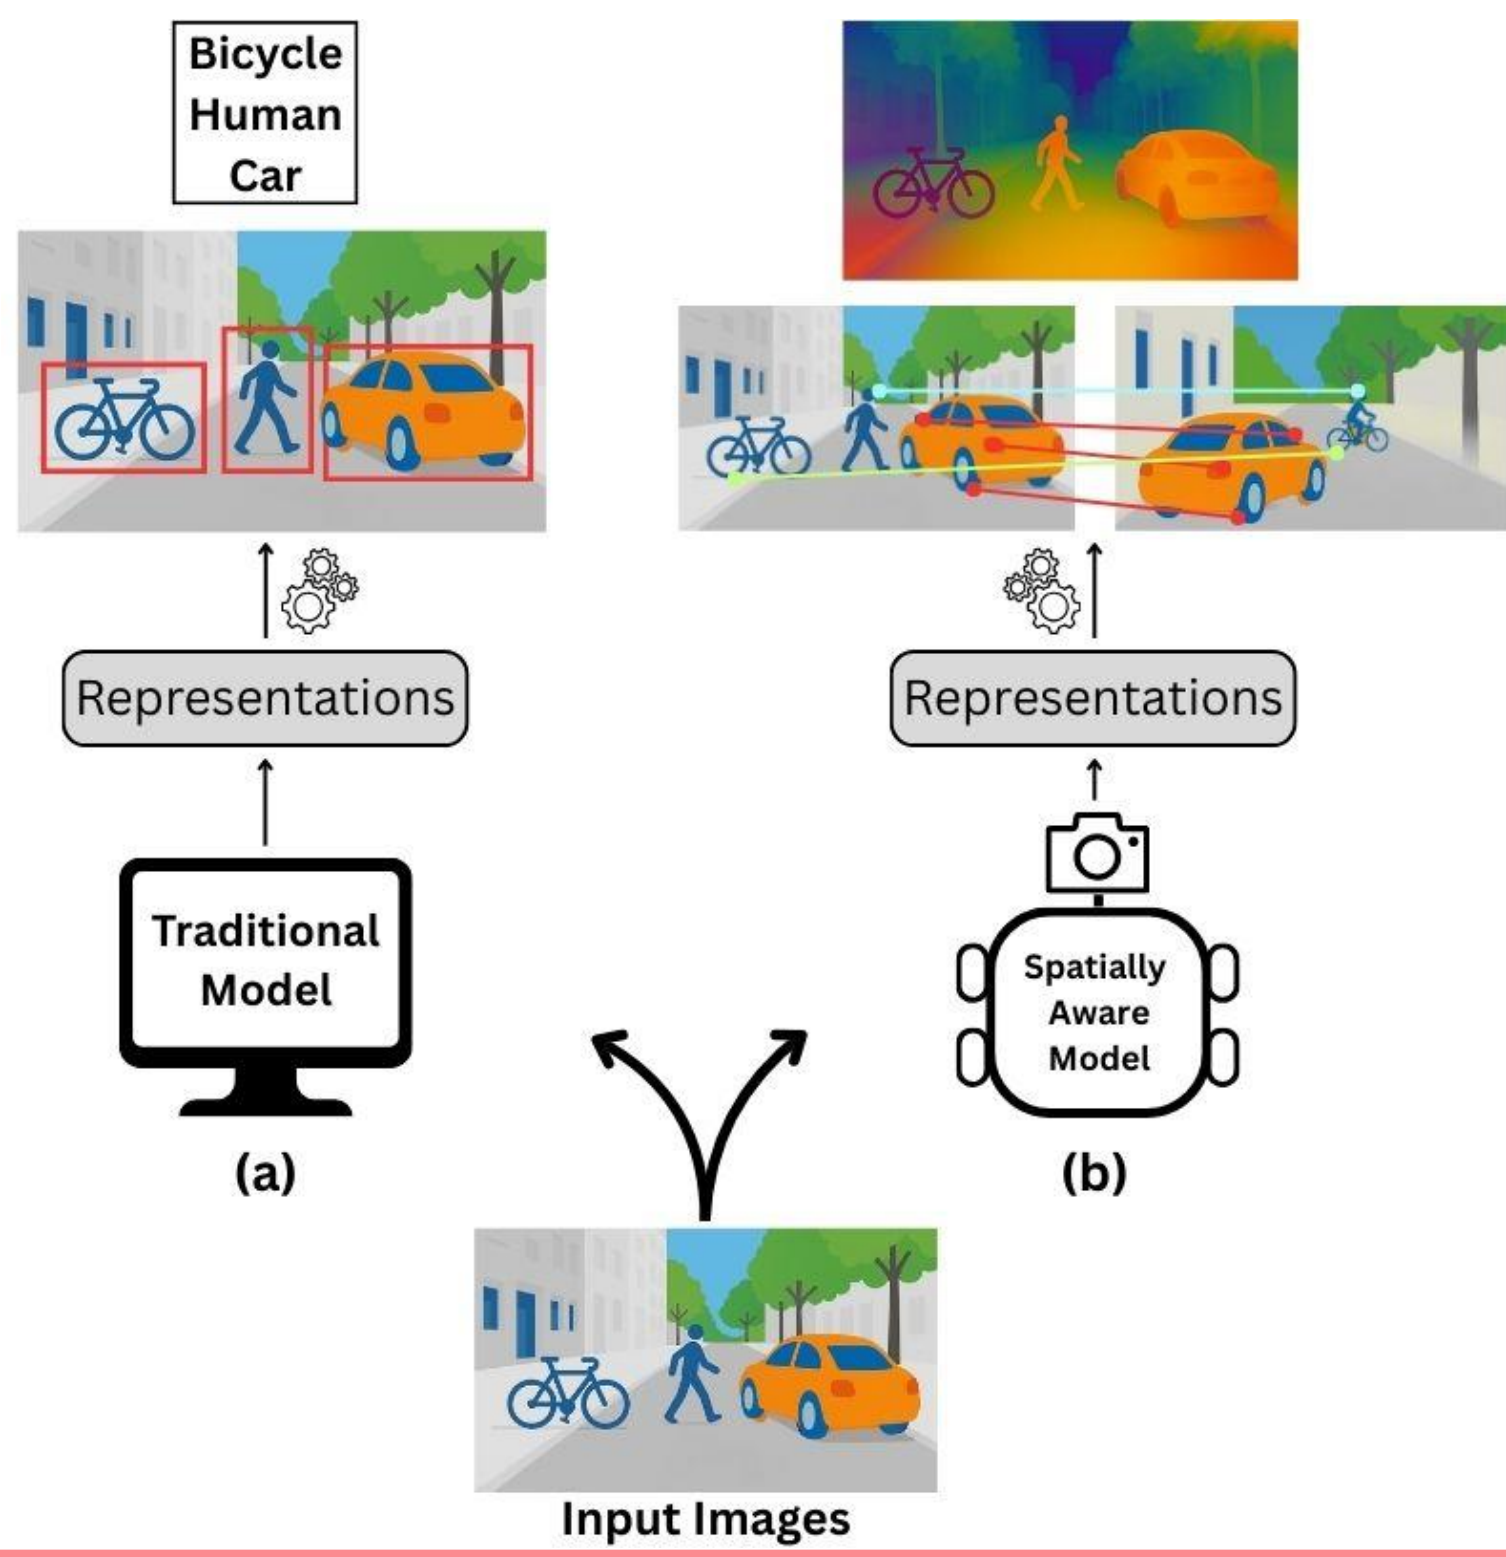 Bicycle
Human
Car
Representations
Representations
Traditional
Model
Spatially
Aware
Model
(a)
(b)
Input Images